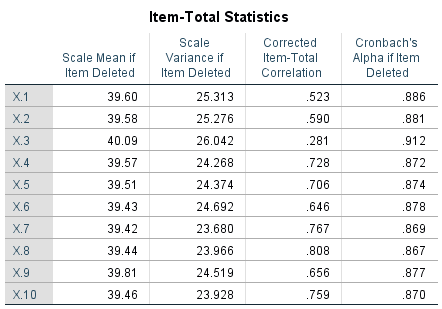 Item-Total Statistics
Scale Mean if Item Deleted | Scale Variance if Item Deleted | Corrected Item-Total Correlation | Cronbach's Alpha if Item Deleted
X.1 39.60 25.313 .523 .886
X.2 39.58 25.276 .590 .881
X.3 40.09 26.042 .281 .912
X.4 39.57 24.268 .728 .872
X.5 39.51 24.374 .706 .874
X.6 39.43 24.692 .646 .878
X.7 39.42 23.680 .767 .869
X.8 39.44 23.966 .808 .867
X.9 39.81 24.519 .656 .877
X.10 39.46 23.928 .759 .870